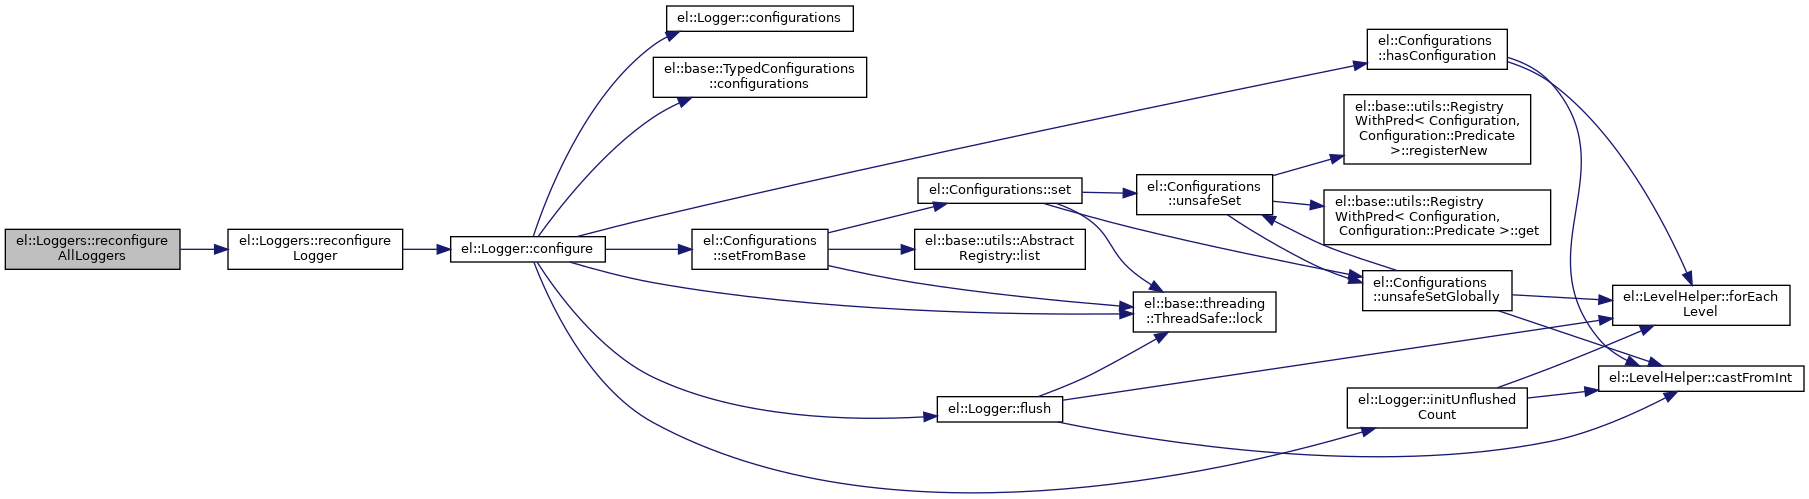 el::Loggers::reconfigure
AllLoggers
el::Loggers::reconfigure
Logger
el::Logger::configure
el::Logger::configurations
el::base::TypedConfigurations
::configurations
el::Configurations
::setFromBase
el::Configurations::set
el::base::utils::Abstract
Registry::list
el::base::threading
::ThreadSafe::lock
el::Logger::flush
el::Configurations
::unsafeSet
el::Configurations
::hasConfiguration
el::base::utils::Registry
WithPred< Configuration,
Configuration::Predicate
>::registerNew
el::base::utils::Registry
WithPred< Configuration,
Configuration::Predicate >::get
el::Configurations
::unsafeSetGlobally
el::Logger::initUnflushed
Count
el::LevelHelper::forEach
Level
el::LevelHelper::castFromInt